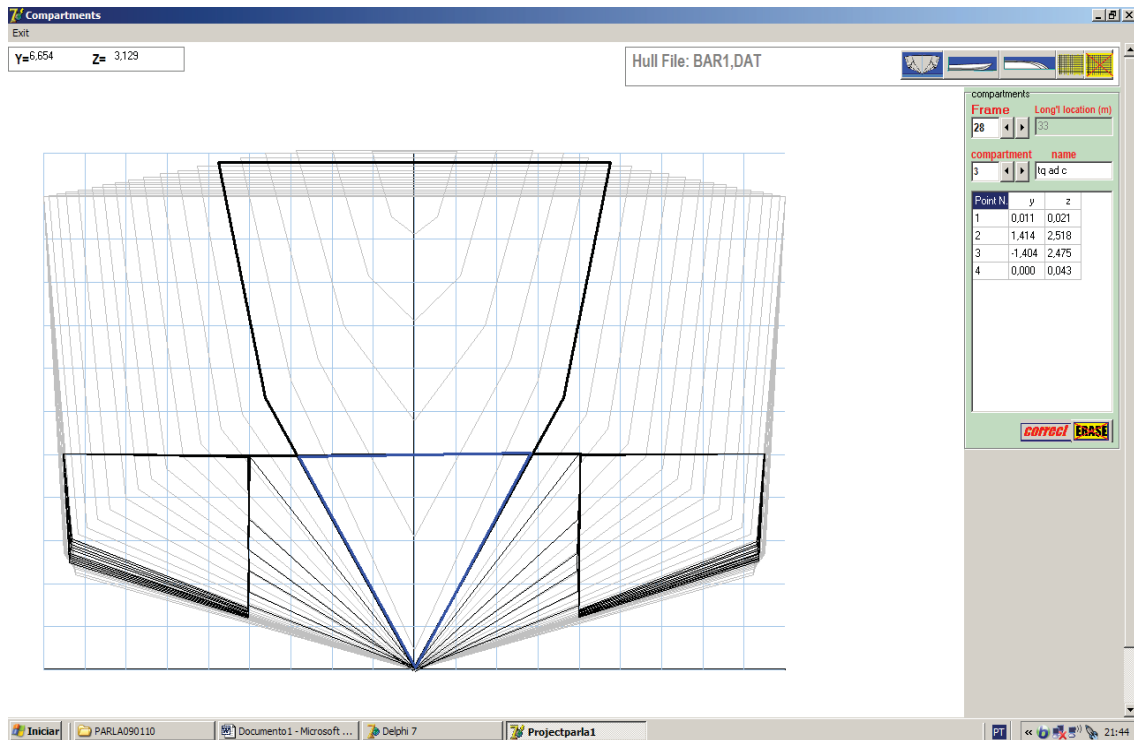 Compartments
Exit
Y=6,654 Z= 3,129
Hull File: BAR1,DAT
compartments
Frame Long'l location (m)
28 33
compartment name
3 tq ad c
Point N. y z
1 0,011 0,021
2 1,414 2,518
3 -1,404 2,475
4 0,000 0,043
correct ERASE
Iniciar PARLA090110 Documento1 - Microsoft ... Delphi 7 Projectparla1 PT « 21:44